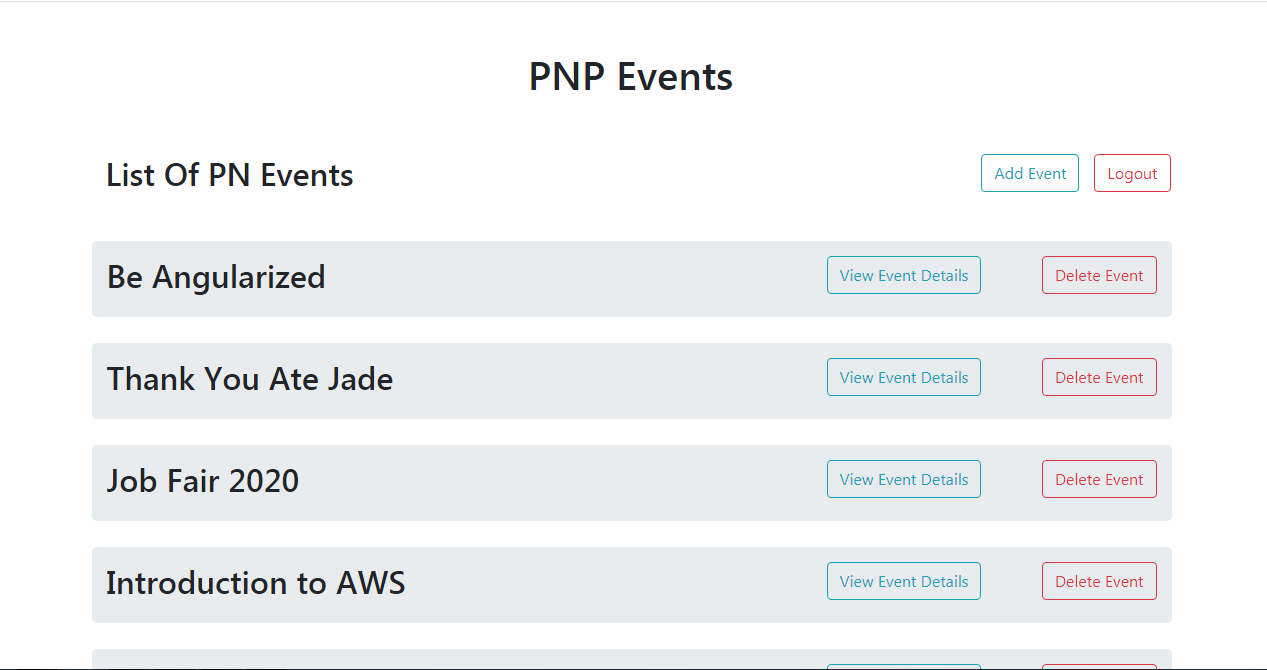 PNP Events
List Of PN Events Add Event Logout
Be Angularized View Event Details Delete Event
Thank You Ate Jade View Event Details Delete Event
Job Fair 2020 View Event Details Delete Event
Introduction to AWS View Event Details Delete Event